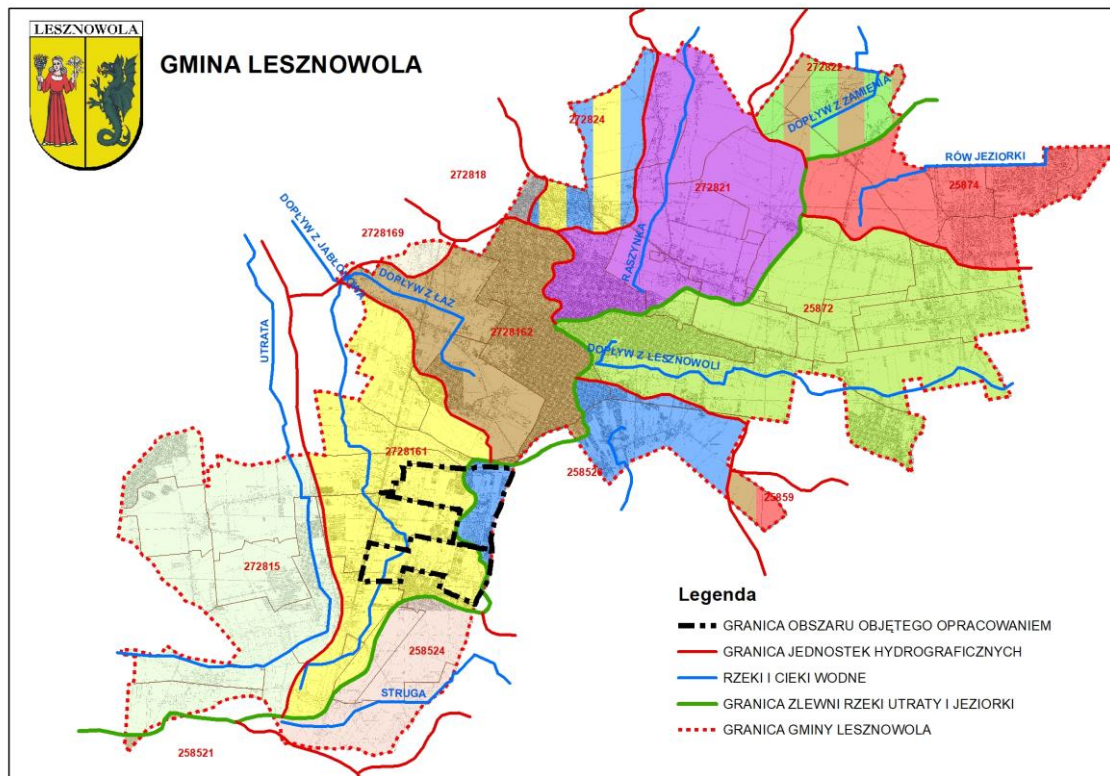 LESZNOWOLA
GMINA LESZNOWOLA
272822
DOPŁYW Z ZAMIENIA
272824
RÓW JEZIORKI
25874
272818
272821
DOPŁYW Z JABŁONOWA
2728169
RASZYNKA
DOPŁYW Z ŁAZ
25872
UTRATA
2728162
DOPŁYW Z LESZNOWOLI
2728161
258526
25859
272815
258524
STRUGA
258521
Legenda
GRANICA OBSZARU OBJĘTEGO OPRACOWANIEM
GRANICA JEDNOSTEK HYDROGRAFICZNYCH
RZEKI I CIEKI WODNE
GRANICA ZLEWNI RZEKI UTRATY I JEZIORKI
GRANICA GMINY LESZNOWOLA